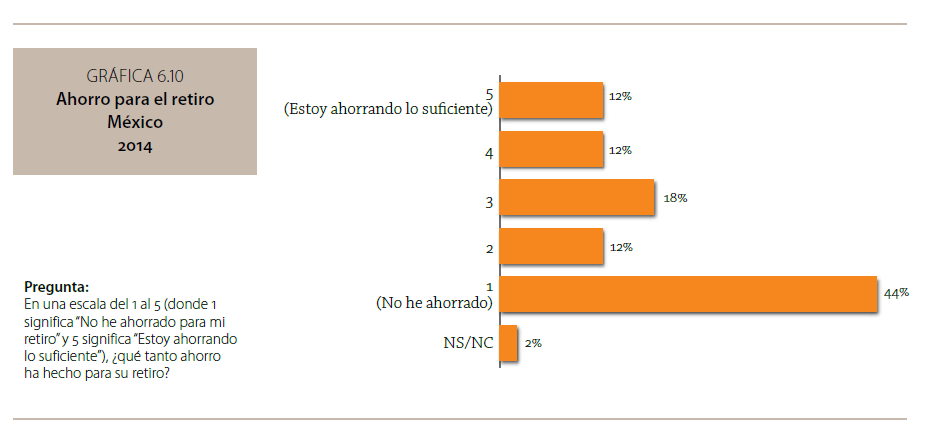 GRÁFICA 6.10
Ahorro para el retiro
México
2014
5
(Estoy ahorrando lo suficiente)
12%
4
12%
3
18%
2
12%
1
(No he ahorrado)
44%
NS/NC
2%
Pregunta:
En una escala del 1 al 5 (donde 1
significa “No he ahorrado para mi
retiro” y 5 significa “Estoy ahorrando
lo suficiente”), ¿qué tanto ahorro
ha hecho para su retiro?